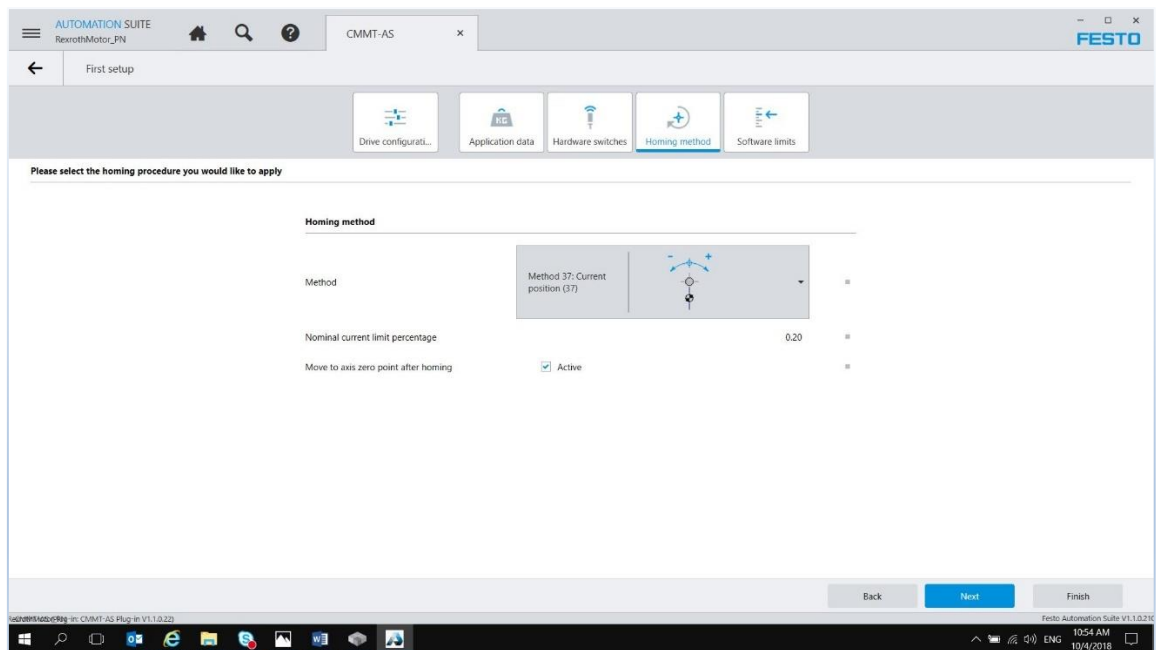 AUTOMATION SUITE
RexrothMotor_PN
CMMT-AS
FESTO
First setup
Drive configurati...
Application data
Hardware switches
Homing method
Software limits
Please select the homing procedure you would like to apply
Homing method
Method
Method 37: Current
position (37)
Nominal current limit percentage
0.20
Move to axis zero point after homing
Active
Back
Next
Finish
in: CMMT-AS Plug-in V1.1.0.22)
Festo Automation Suite V1.1.0.210
ENG
10:54 AM
10/4/2018